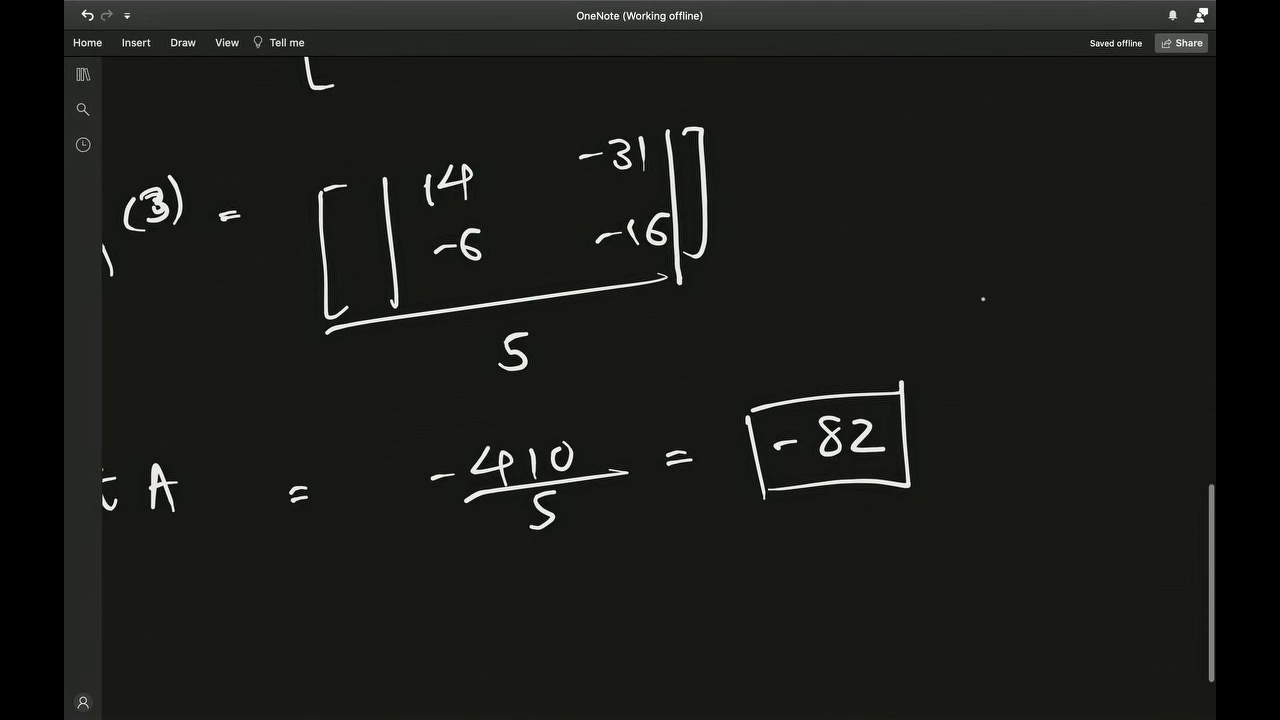 OneNote (Working offline)
Home Insert Draw View Tell me Saved offline Share
(3) = [ | 14 -31 | ]
-6 -16
5
t A = -410 = -82
5